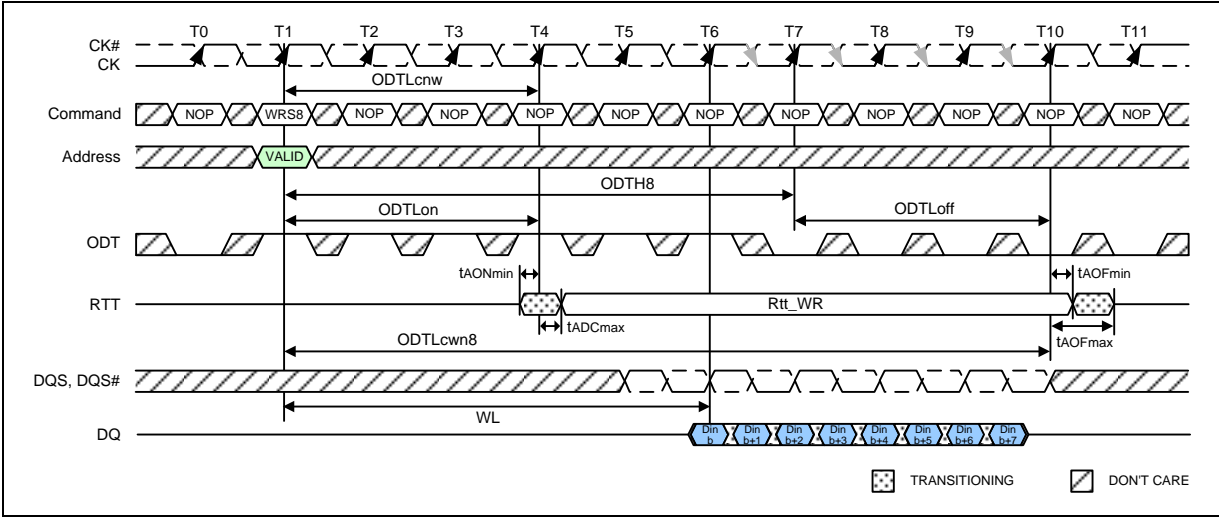 T0 T1 T2 T3 T4 T5 T6 T7 T8 T9 T10 T11
CK#
CK
ODTLcnw
Command NOP WRS8 NOP NOP NOP NOP NOP NOP NOP NOP NOP NOP
Address VALID
ODTH8
ODTLon ODTLoff
ODT
tAONmin tAOFmin
RTT Rtt_WR
tADCmax
ODTLcwn8 tAOFmax
DQS, DQS#
WL
DQ Din b Din b+1 Din b+2 Din b+3 Din b+4 Din b+5 Din b+6 Din b+7
TRANSITIONING DON'T CARE